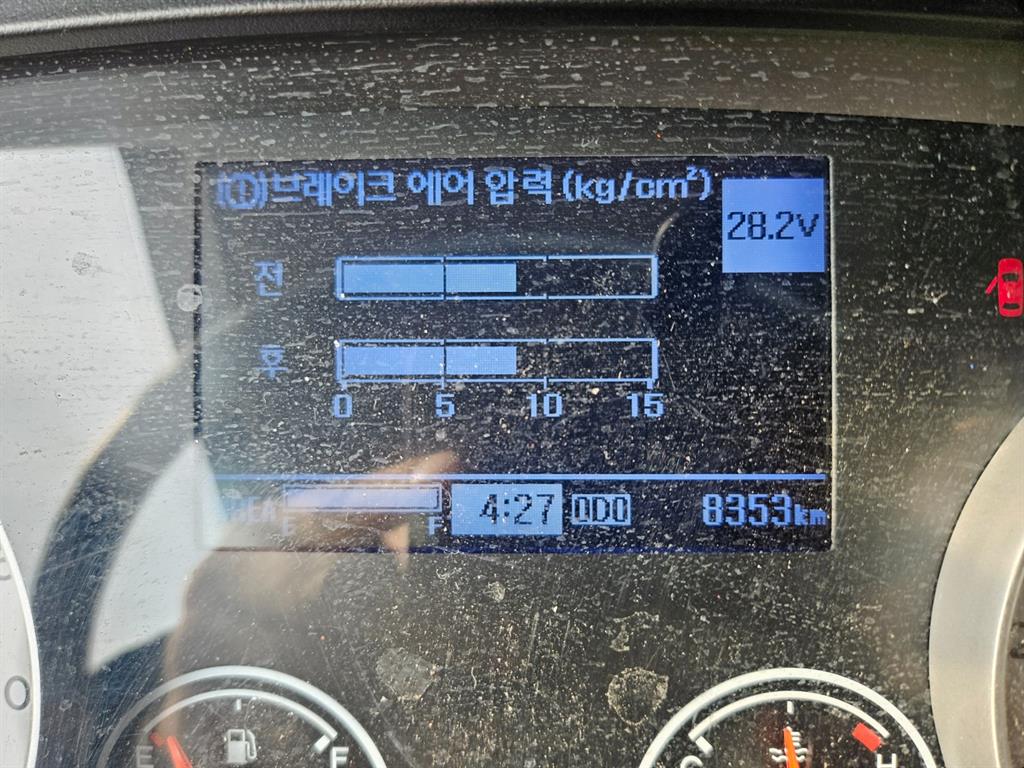 브레이크 에어 압력 (kg/cm²)
28.2V
전
후
0 5 10 15
E F
4:27 ODO 8353km
0
E F
C H